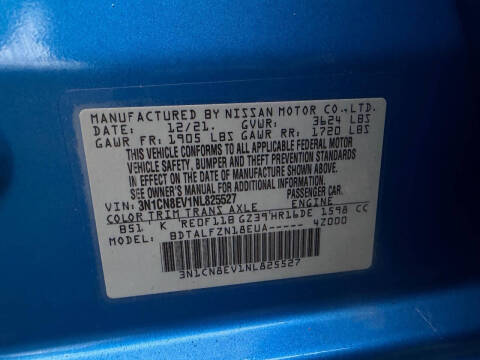 MANUFACTURED BY NISSAN MOTOR CO.,LTD.
DATE: 12/21. GVWR: 3624 LBS
GAWR FR: 1905 LBS GAWR RR: 1720 LBS
THIS VEHICLE CONFORMS TO ALL APPLICABLE FEDERAL MOTOR
VEHICLE SAFETY, BUMPER AND THEFT PREVENTION STANDARDS
IN EFFECT ON THE DATE OF MANUFACTURE SHOWN ABOVE.
SEE OWNER'S MANUAL FOR ADDITIONAL INFORMATION.
VIN: 3N1CN8EV1NL825527 PASSENGER CAR.
COLOR TRIM TRANS AXLE ENGINE
B51 K RE0F11B GZ39 HR16DE 1598 CC
MODEL: BDTALFZN18EUA----- 4Z000
3N1CN8EV1NL825527